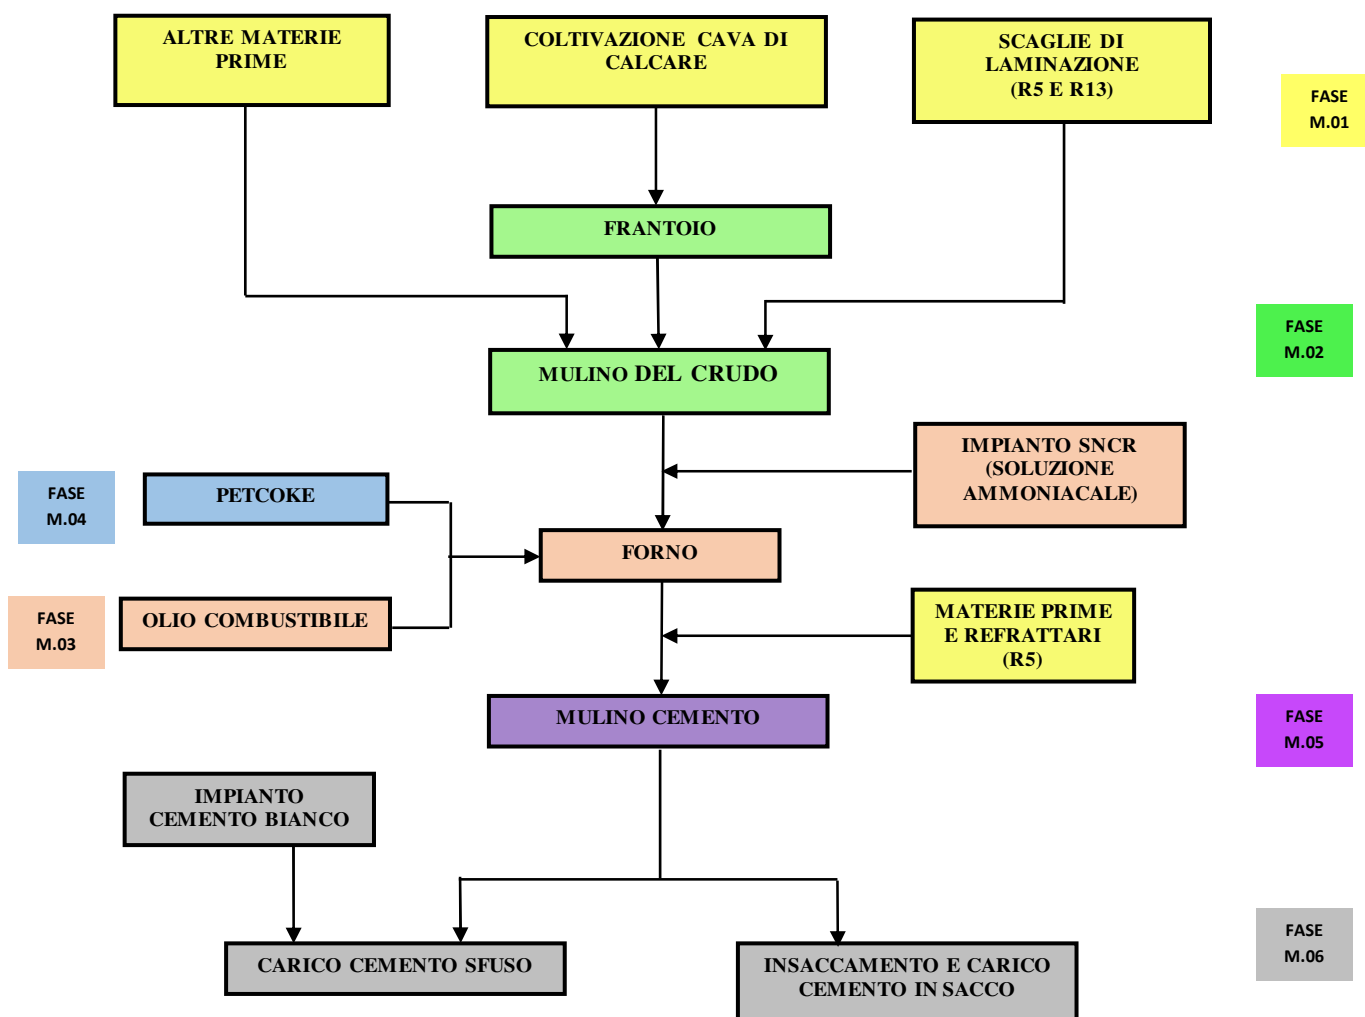 ALTRE MATERIE
PRIME
COLTIVAZIONE CAVA DI
CALCARE
SCAGLIE DI
LAMINAZIONE
(R5 E R13)
FASE
M.01
FRANTOIO
FASE
M.02
MULINO DEL CRUDO
IMPIANTO SNCR
(SOLUZIONE
AMMONIACALE)
FASE
M.04
PETCOKE
FORNO
FASE
M.03
OLIO COMBUSTIBILE
MATERIE PRIME
E REFRATTARI
(R5)
MULINO CEMENTO
FASE
M.05
IMPIANTO
CEMENTO BIANCO
FASE
M.06
CARICO CEMENTO SFUSO
INSACCAMENTO E CARICO
CEMENTO IN SACCO